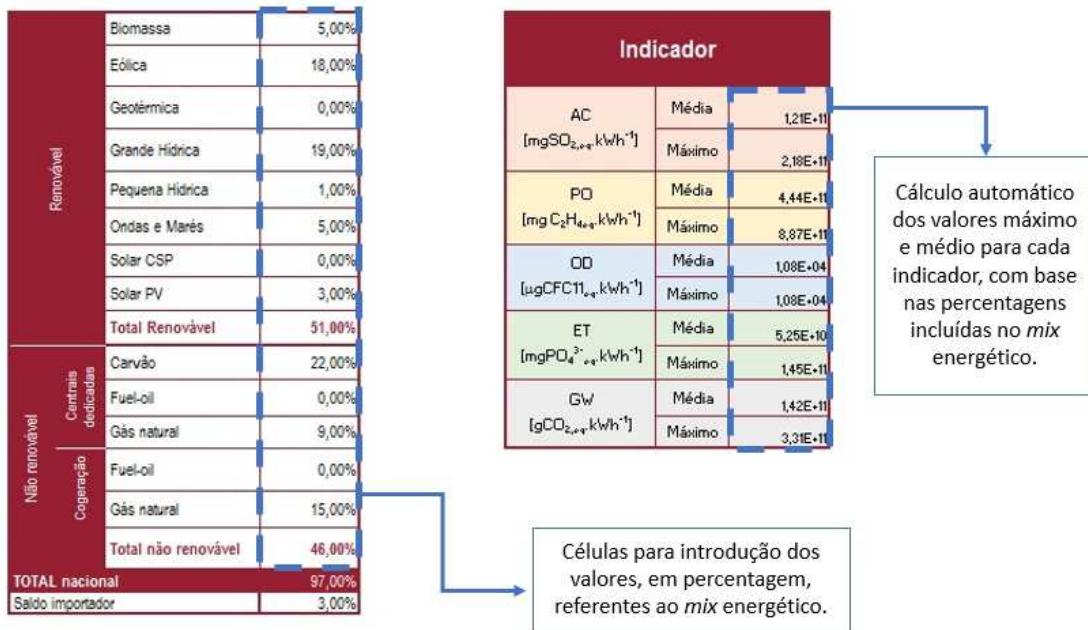 Renovável
Biomassa 5,00%
Eólica 18,00%
Geotérmica 0,00%
Grande Hídrica 19,00%
Pequena Hídrica 1,00%
Ondas e Marés 5,00%
Solar CSP 0,00%
Solar PV 3,00%
Total Renovável 51,00%
Não renovável
Centrais
dedicadas
Carvão 22,00%
Fuel-oil 0,00%
Gás natural 9,00%
Cogeração
Fuel-oil 0,00%
Gás natural 15,00%
Total não renovável 46,00%
TOTAL nacional 97,00%
Saldo importador 3,00%
Indicador
AC
[mgSO₂,eq.kWh⁻¹]
Média 1,21E+11
Máximo 2,18E+11
PO
[mg C₂H₄eq.kWh⁻¹]
Média 4,44E+11
Máximo 8,87E+11
OD
[µgCFC11eq.kWh⁻¹]
Média 1,08E+04
Máximo 1,08E+04
ET
[mgPO₄³⁻eq.kWh⁻¹]
Média 5,25E+10
Máximo 1,45E+11
GW
[gCO₂,eq.kWh⁻¹]
Média 1,42E+11
Máximo 3,31E+11
Cálculo automático
dos valores máximo
e médio para cada
indicador, com base
nas percentagens
incluídas no mix
energético.
Células para introdução dos
valores, em percentagem,
referentes ao mix energético.